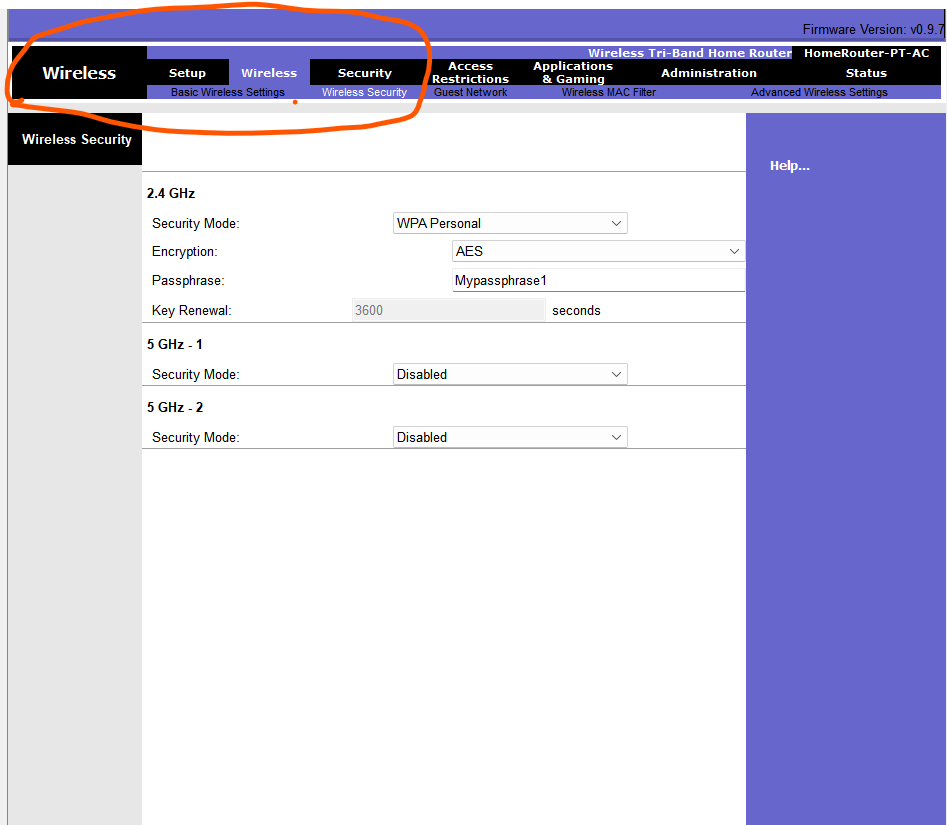 Firmware Version: v0.9.7
Wireless Tri-Band Home Router HomeRouter-PT-AC
Wireless
Setup Wireless Security Access Restrictions Applications & Gaming Administration Status
Basic Wireless Settings Wireless Security Guest Network Wireless MAC Filter Advanced Wireless Settings
Wireless Security
Help...
2.4 GHz
Security Mode: WPA Personal
Encryption: AES
Passphrase: Mypassphrase1
Key Renewal: 3600 seconds
5 GHz - 1
Security Mode: Disabled
5 GHz - 2
Security Mode: Disabled